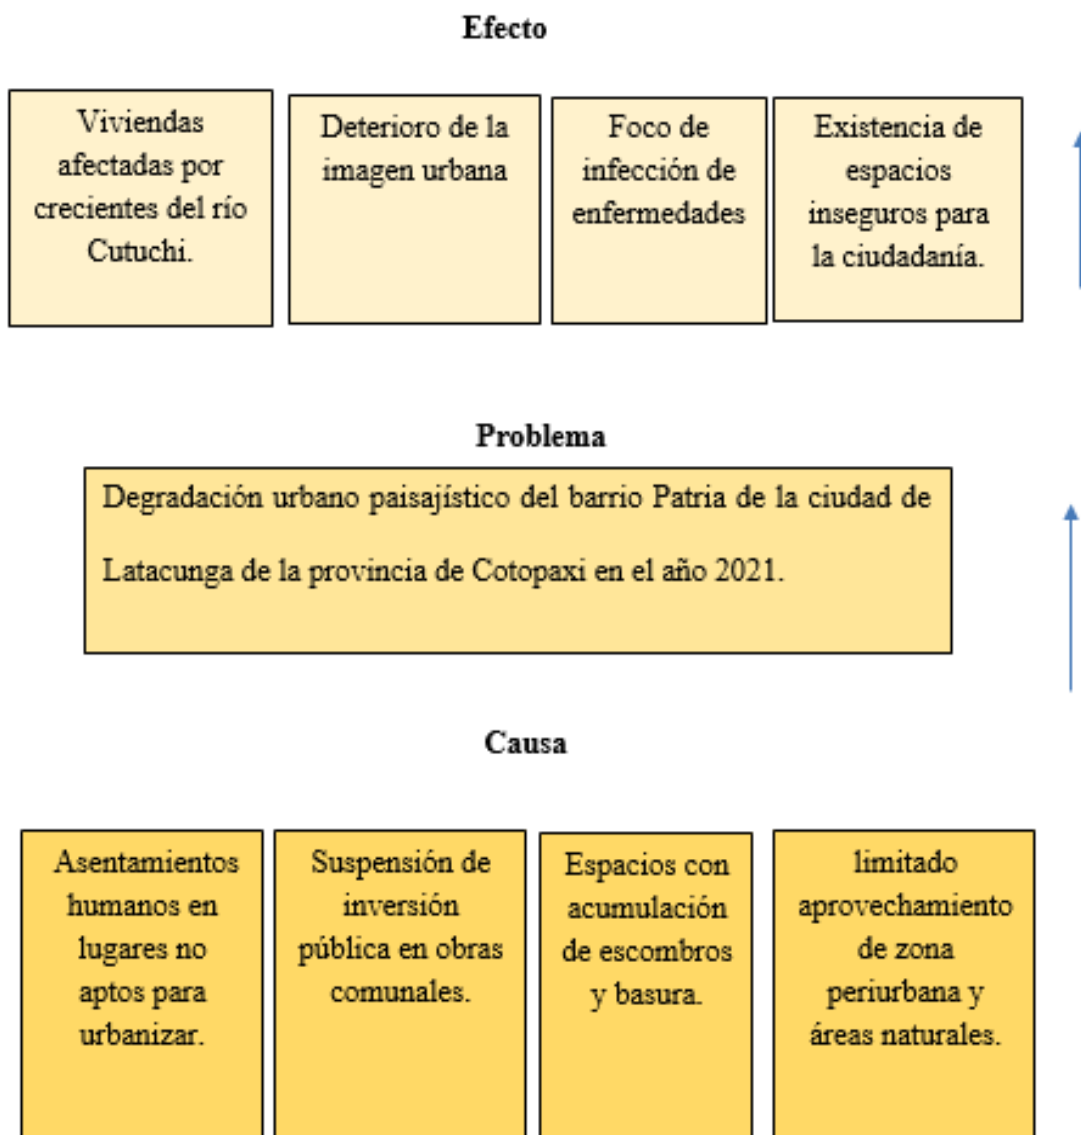 Efecto
Viviendas
afectadas por
crecientes del río
Cutuchi.
Deterioro de la
imagen urbana
Foco de
infección de
enfermedades
Existencia de
espacios
inseguros para
la ciudadanía.
Problema
Degradación urbano paisajístico del barrio Patria de la ciudad de
Latacunga de la provincia de Cotopaxi en el año 2021.
Causa
Asentamientos
humanos en
lugares no
aptos para
urbanizar.
Suspensión de
inversión
pública en obras
comunales.
Espacios con
acumulación
de escombros
y basura.
limitado
aprovechamiento
de zona
periurbana y
áreas naturales.